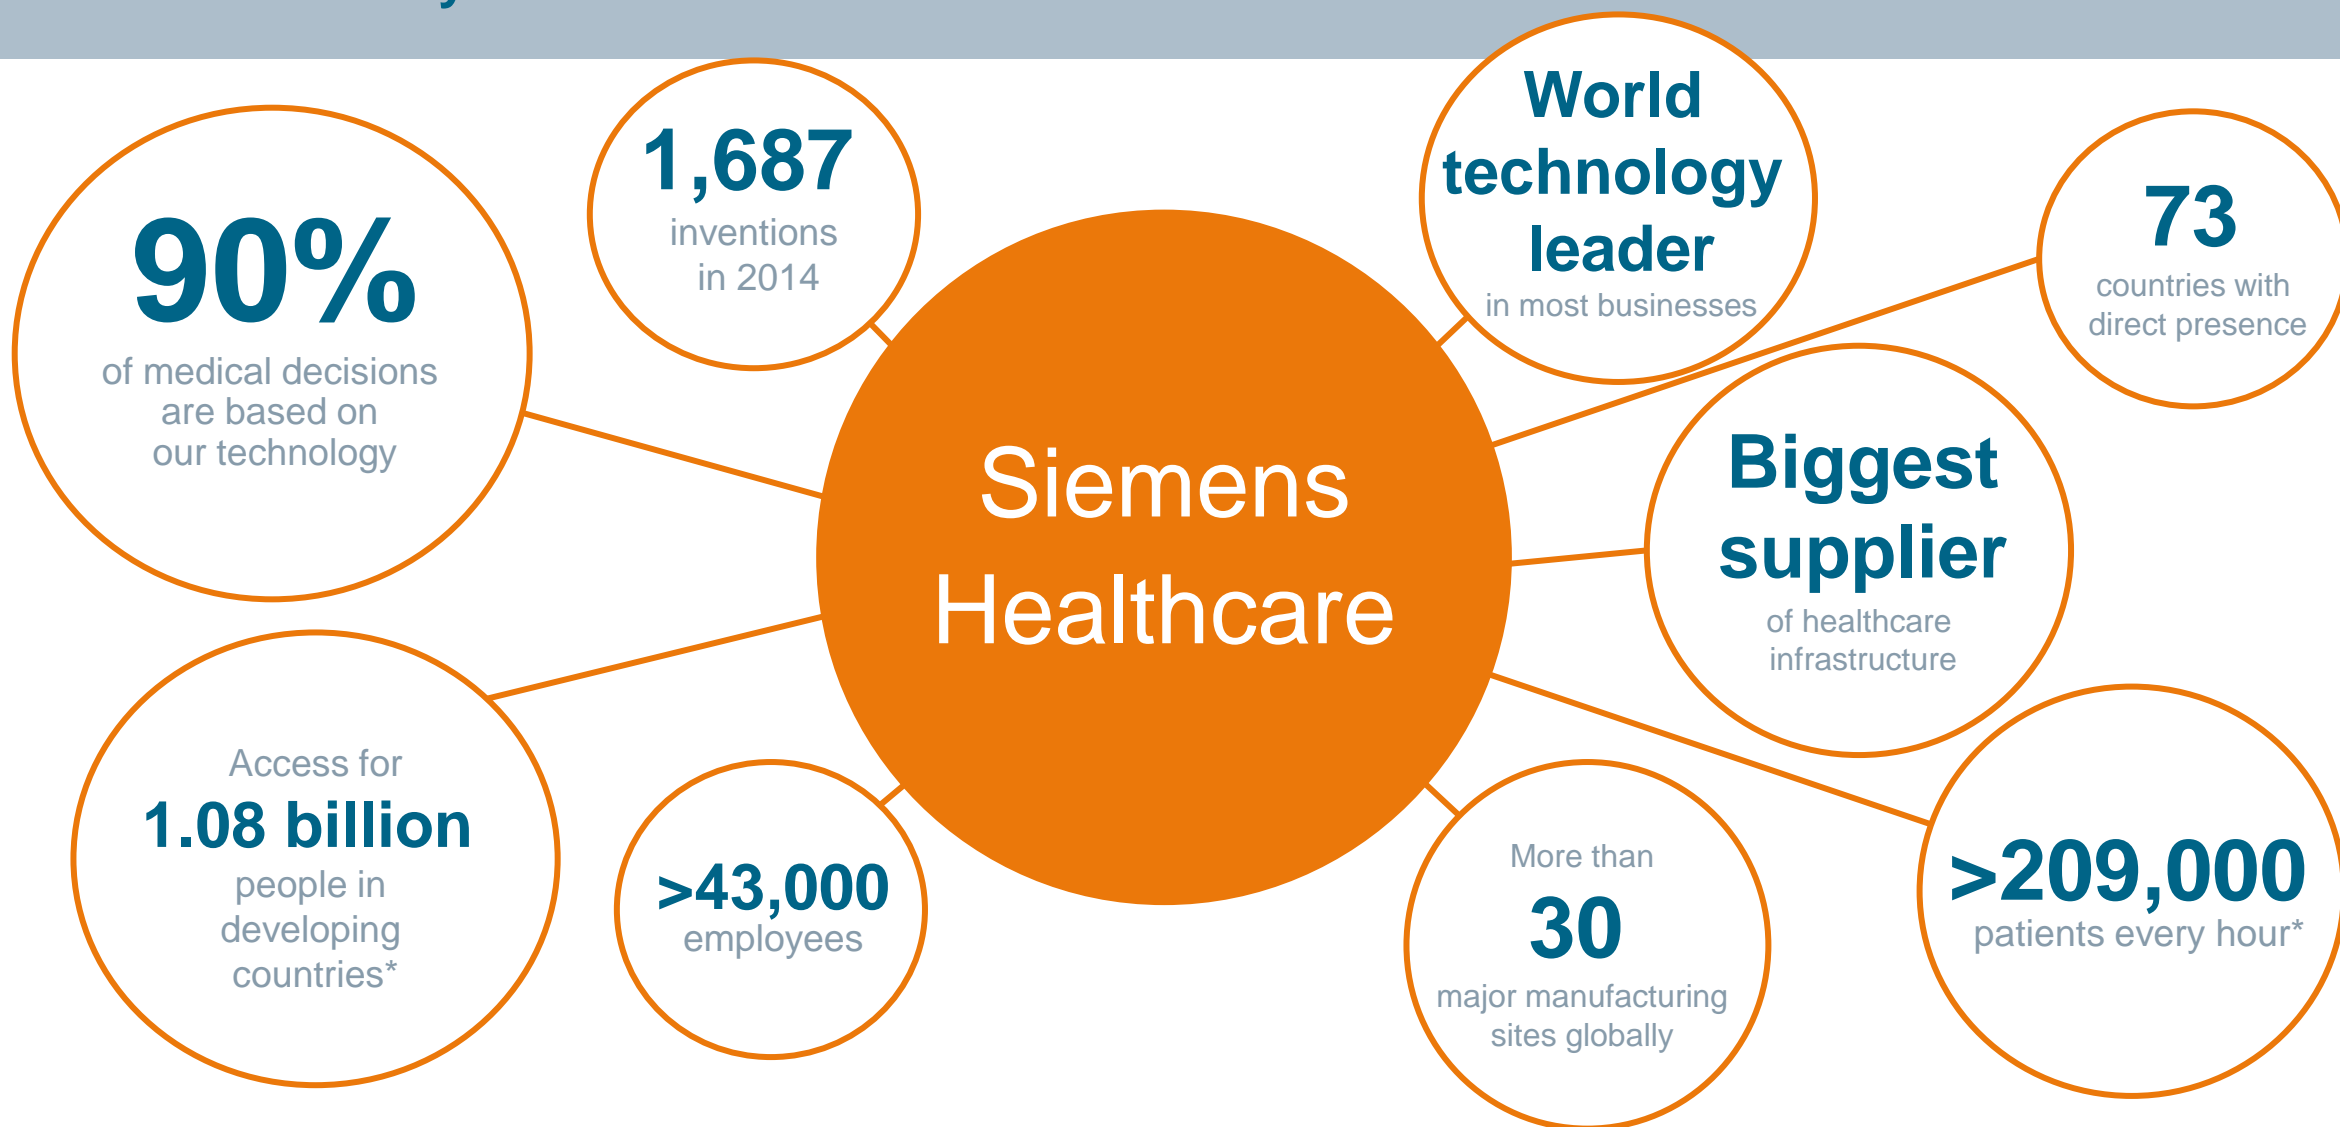 90%
of medical decisions
are based on
our technology
1,687
inventions
in 2014
World
technology
leader
in most businesses
73
countries with
direct presence
Siemens
Healthcare
Biggest
supplier
of healthcare
infrastructure
Access for
1.08 billion
people in
developing
countries*
>43,000
employees
More than
30
major manufacturing
sites globally
>209,000
patients every hour*